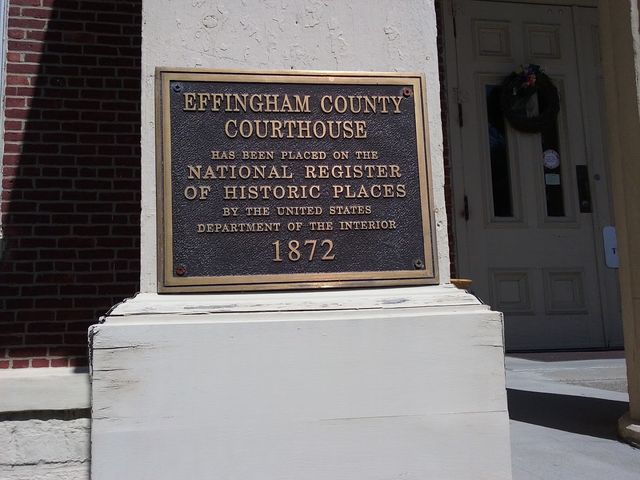 EFFINGHAM COUNTY
COURTHOUSE
HAS BEEN PLACED ON THE
NATIONAL REGISTER
OF HISTORIC PLACES
BY THE UNITED STATES
DEPARTMENT OF THE INTERIOR
1872